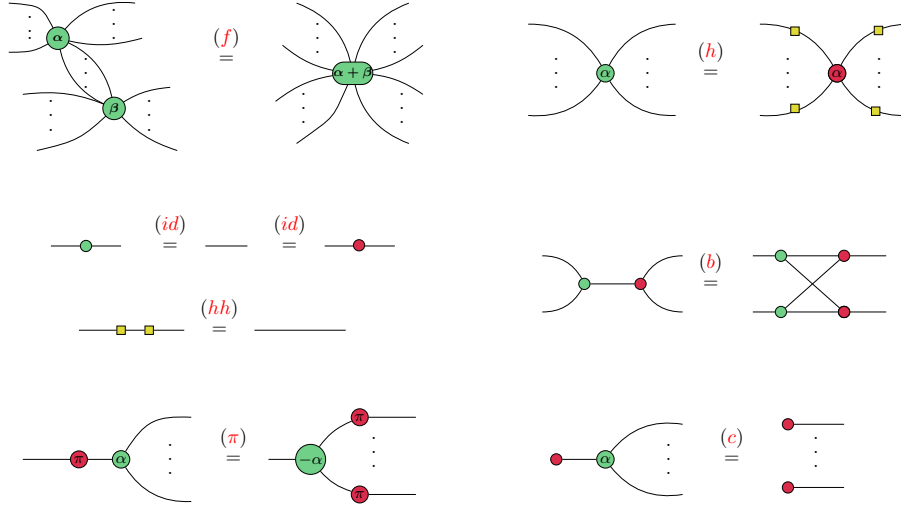 α
β
(f)
=
α + β
α
(h)
=
α
(id)
=
(id)
=
(hh)
=
(b)
=
π
α
(π)
=
−α
π
π
α
(c)
=